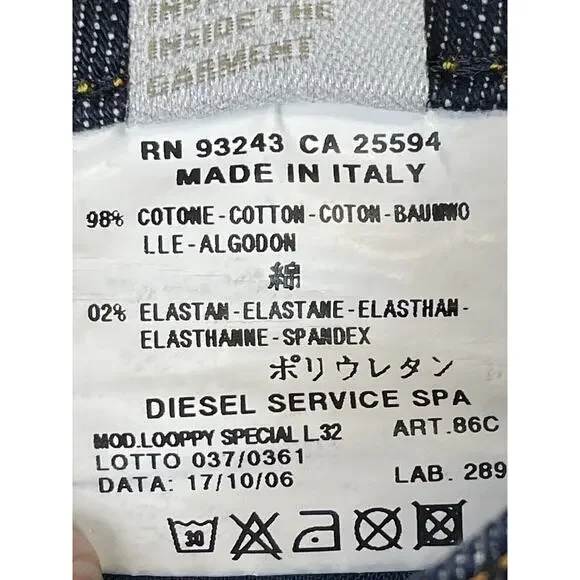 INSIDE THE
GARMENT
RN 93243 CA 25594
MADE IN ITALY
98% COTONE-COTTON-COTON-BAUMWO
LLE-ALGODON
綿
02% ELASTAN-ELASTANE-ELASTHAN-
ELASTHANNE-SPANDEX
ポリウレタン
DIESEL SERVICE SPA
MOD.LOOPPY SPECIAL L.32 ART.86C
LOTTO 037/0361
DATA: 17/10/06 LAB. 289
30